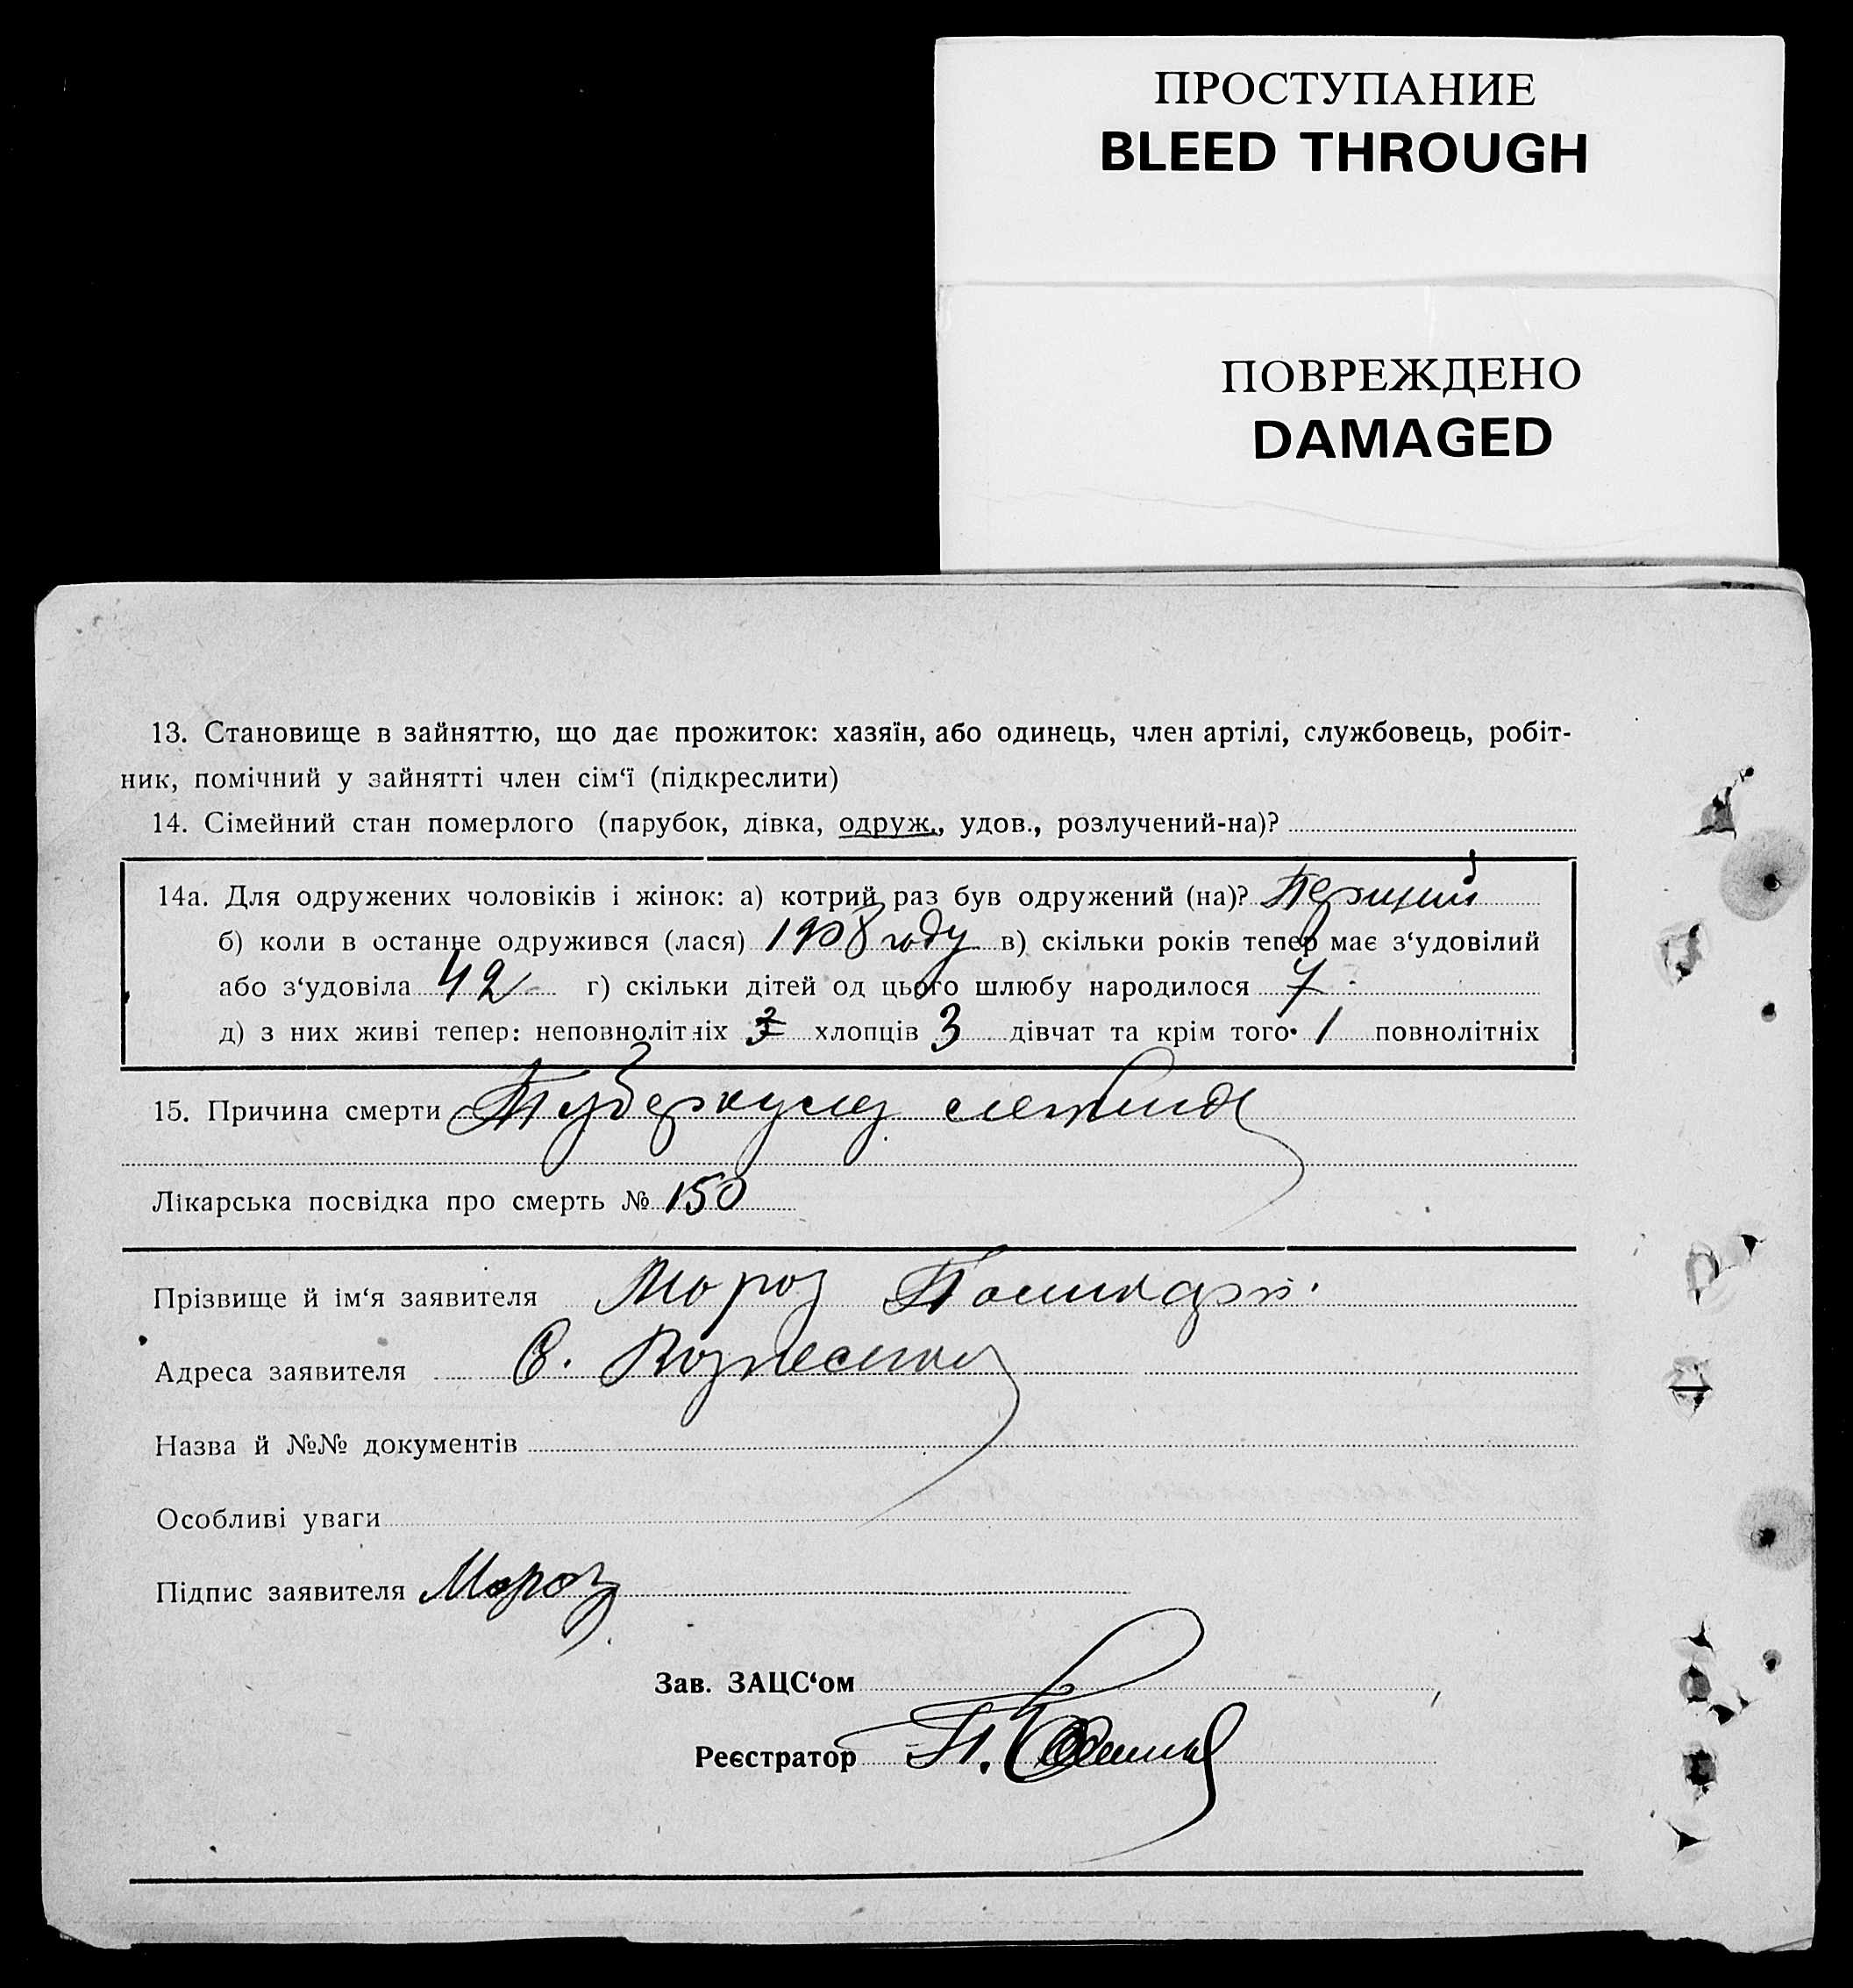 ПРОСТУПАНИЕ
BLEED THROUGH
ПОВРЕЖДЕНО
DAMAGED
13. Становище в зайняттю, що дає прожиток: хазяїн, або одинець, член артілі, службовець, робіт-
ник, помічний у зайнятті член сім‘ї (підкреслити)
14. Сімейний стан померлого (парубок, дівка, одруж., удов., розлучений-на)?
14а. Для одружених чоловіків і жінок: а) котрий раз був одружений (на)? Перший
б) коли в останнє одружився (лася) 1908 году в) скільки років тепер має з‘удовілий
або з‘удовіла 42 г) скільки дітей од цього шлюбу народилося 7
д) з них живі тепер: неповнолітніх хлопців 3 дівчат та крім того 1 повнолітніх
15. Причина смерти Туберкулез
Лікарська посвідка про смерть № 150
Прізвище й ім‘я заявителя Мороз
Адреса заявителя С.
Назва й №№ документів
Особливі уваги
Підпис заявителя Мороз
Зав. ЗАЦС‘ом
Реєстратор П.